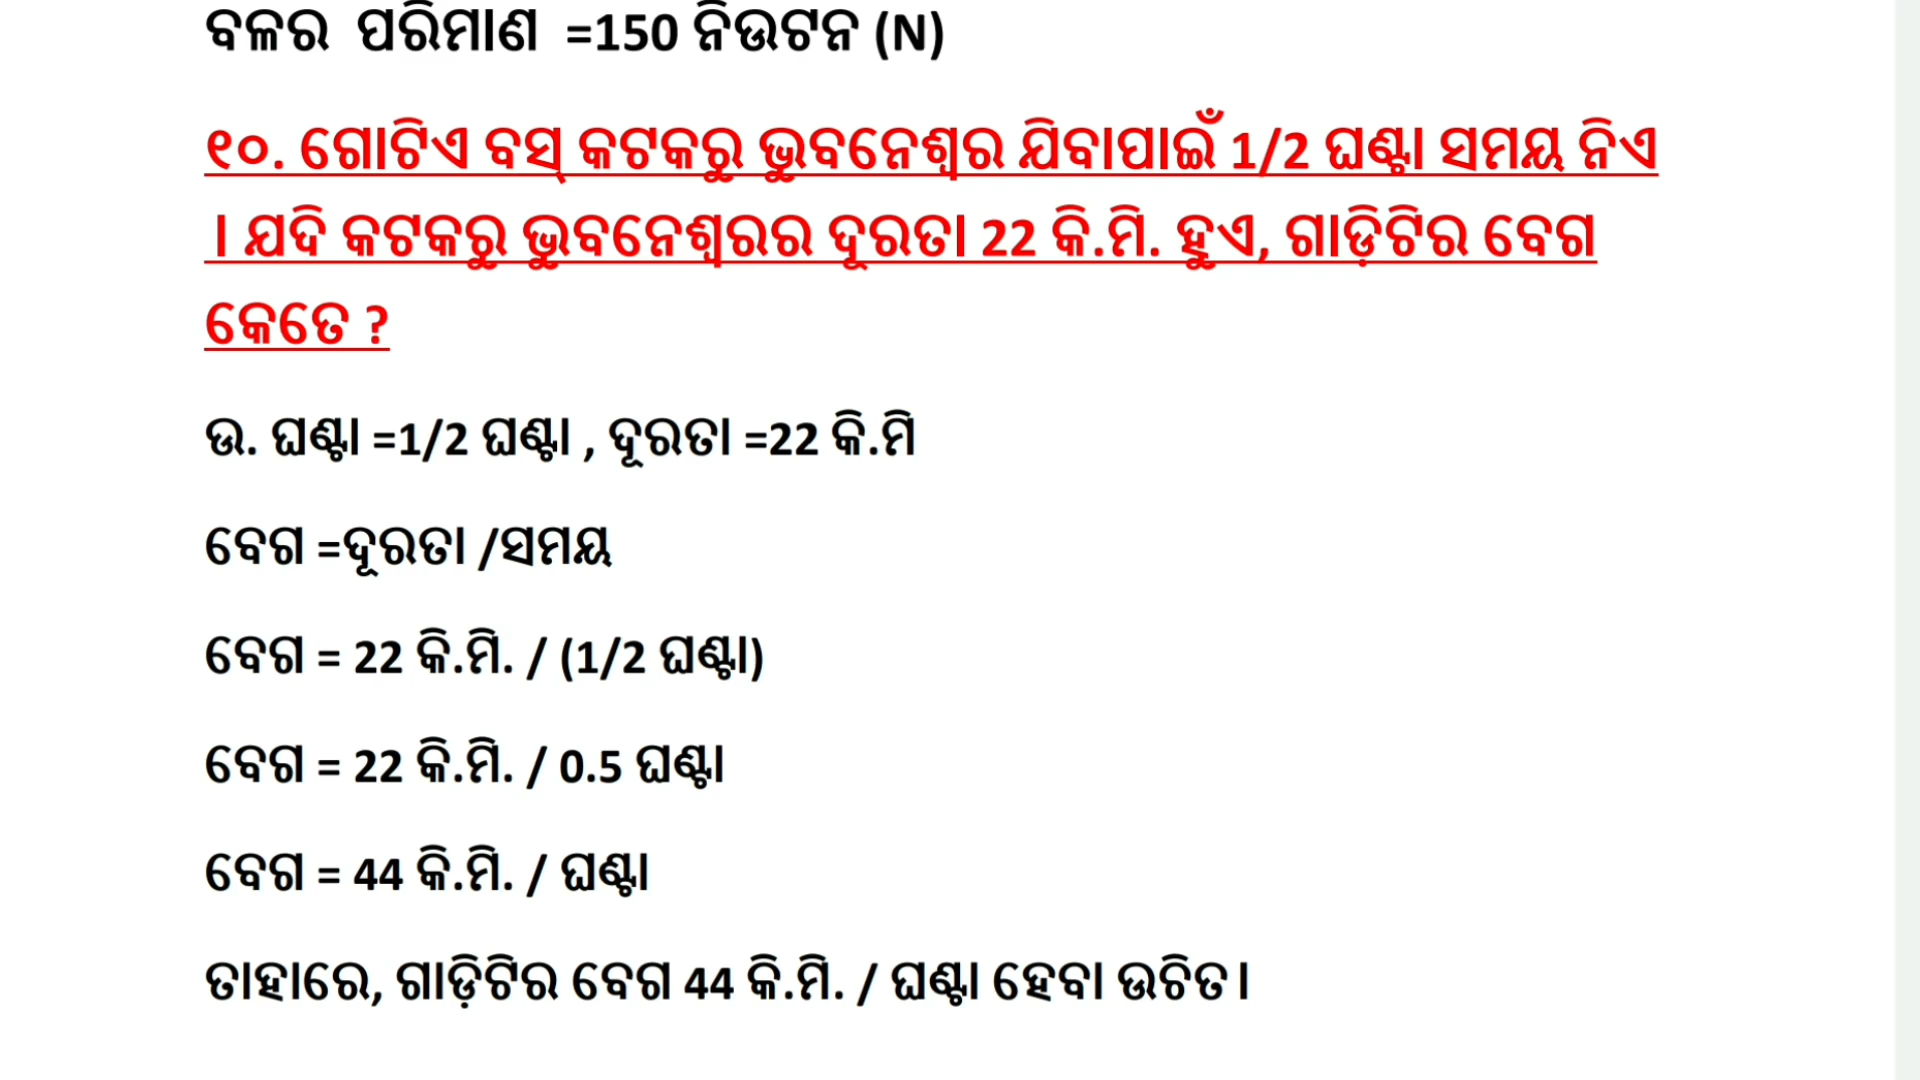 ବଳର ପରିମାଣ =150 ନିଉଟନ (N)
୧୦. ଗୋଟିଏ ବସ୍ କଟକରୁ ଭୁବନେଶ୍ୱର ଯିବାପାଇଁ 1/2 ଘଣ୍ଟା ସମୟ ନିଏ
। ଯଦି କଟକରୁ ଭୁବନେଶ୍ୱରର ଦୂରତା 22 କି.ମି. ହୁଏ, ଗାଡ଼ିଟିର ବେଗ
କେତେ ?
ଉ. ଘଣ୍ଟା =1/2 ଘଣ୍ଟା , ଦୂରତା =22 କି.ମି
ବେଗ =ଦୂରତା /ସମୟ
ବେଗ = 22 କି.ମି. / (1/2 ଘଣ୍ଟା)
ବେଗ = 22 କି.ମି. / 0.5 ଘଣ୍ଟା
ବେଗ = 44 କି.ମି. / ଘଣ୍ଟା
ତାହାରେ, ଗାଡ଼ିଟିର ବେଗ 44 କି.ମି. / ଘଣ୍ଟା ହେବା ଉଚିତ।